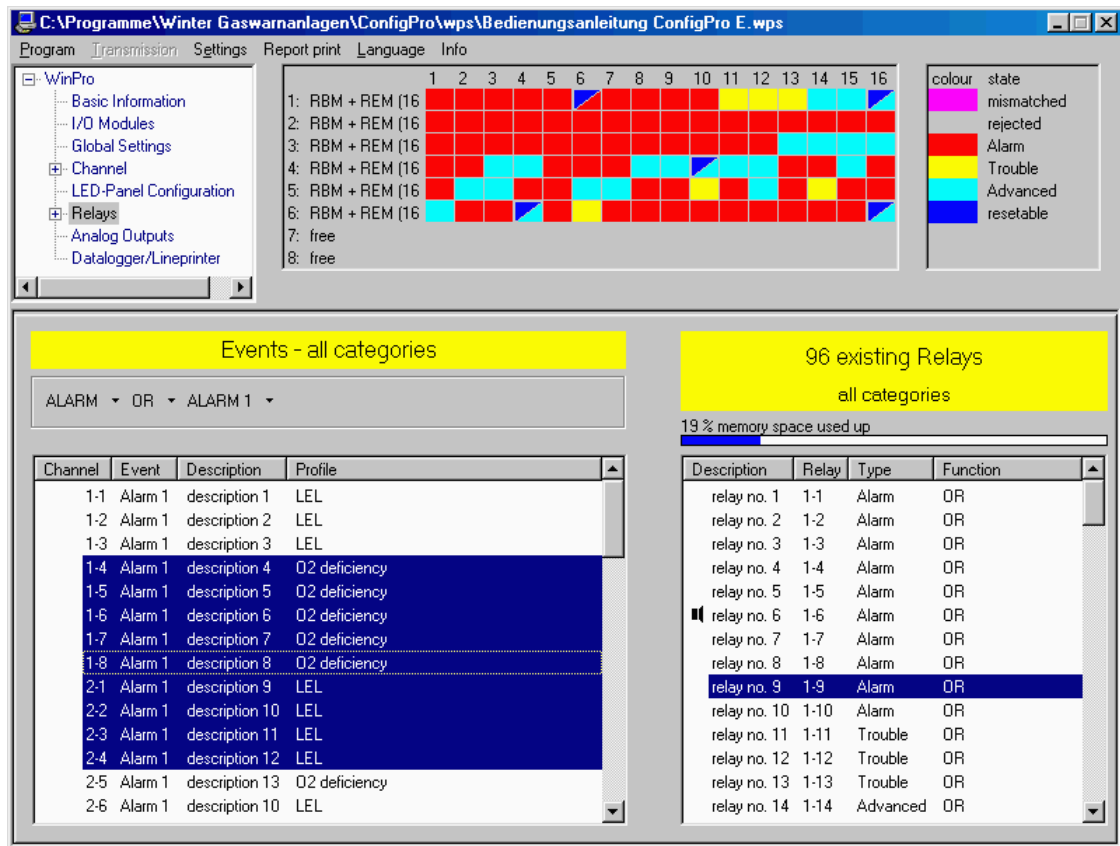 C:\Programme\Winter Gaswarnanlagen\ConfigPro\wps\Bedienungsanleitung ConfigPro E.wps
Program Transmission Settings Report print Language Info
WinPro
Basic Information
I/O Modules
Global Settings
Channel
LED-Panel Configuration
Relays
Analog Outputs
Datalogger/Lineprinter
1 2 3 4 5 6 7 8 9 10 11 12 13 14 15 16
1: RBM + REM (16
2: RBM + REM (16
3: RBM + REM (16
4: RBM + REM (16
5: RBM + REM (16
6: RBM + REM (16
7: free
8: free
colour state
mismatched
rejected
Alarm
Trouble
Advanced
resetable
Events - all categories
ALARM OR ALARM 1
Channel Event Description Profile
1-1 Alarm 1 description 1 LEL
1-2 Alarm 1 description 2 LEL
1-3 Alarm 1 description 3 LEL
1-4 Alarm 1 description 4 O2 deficiency
1-5 Alarm 1 description 5 O2 deficiency
1-6 Alarm 1 description 6 O2 deficiency
1-7 Alarm 1 description 7 O2 deficiency
1-8 Alarm 1 description 8 O2 deficiency
2-1 Alarm 1 description 9 LEL
2-2 Alarm 1 description 10 LEL
2-3 Alarm 1 description 11 LEL
2-4 Alarm 1 description 12 LEL
2-5 Alarm 1 description 13 O2 deficiency
2-6 Alarm 1 description 10 LEL
96 existing Relays
all categories
19 % memory space used up
Description Relay Type Function
relay no. 1 1-1 Alarm OR
relay no. 2 1-2 Alarm OR
relay no. 3 1-3 Alarm OR
relay no. 4 1-4 Alarm OR
relay no. 5 1-5 Alarm OR
relay no. 6 1-6 Alarm OR
relay no. 7 1-7 Alarm OR
relay no. 8 1-8 Alarm OR
relay no. 9 1-9 Alarm OR
relay no. 10 1-10 Alarm OR
relay no. 11 1-11 Trouble OR
relay no. 12 1-12 Trouble OR
relay no. 13 1-13 Trouble OR
relay no. 14 1-14 Advanced OR